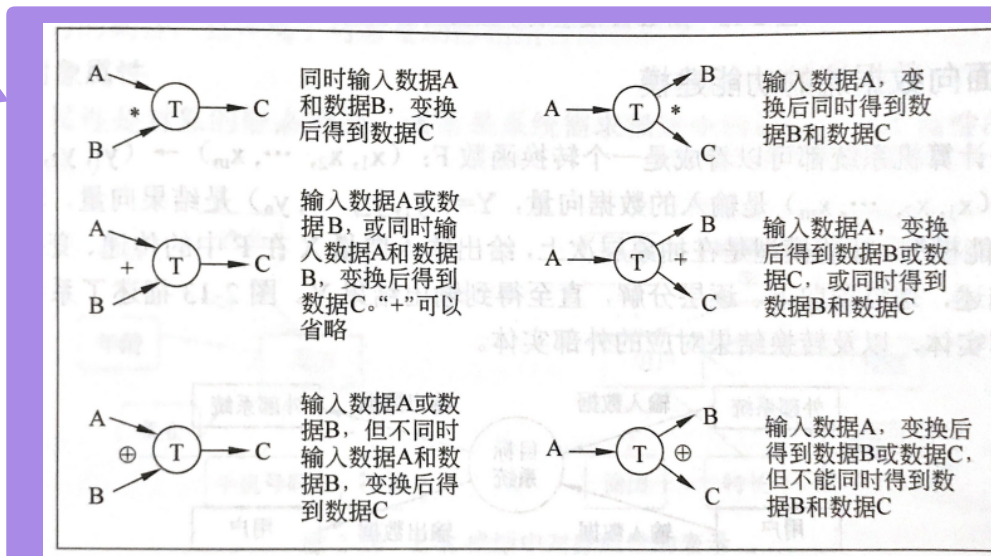 A
*
B
T
C
同时输入数据A
和数据B，变换
后得到数据C
A
T
B
*
C
输入数据A，变
换后同时得到数
据B和数据C
A
+
B
T
C
输入数据A或数
据B，或同时输
入数据A和数据
B，变换后得到
数据C。“+”可以
省略
A
T
B
+
C
输入数据A，变换
后得到数据B或数
据C，或同时得到
数据B和数据C
A
⊕
B
T
C
输入数据A或数
据B，但不同时
输入数据A和数
据B，变换后得
到数据C
A
T
B
⊕
C
输入数据A，变换后
得到数据B或数据C，
但不能同时得到数
据B和数据C